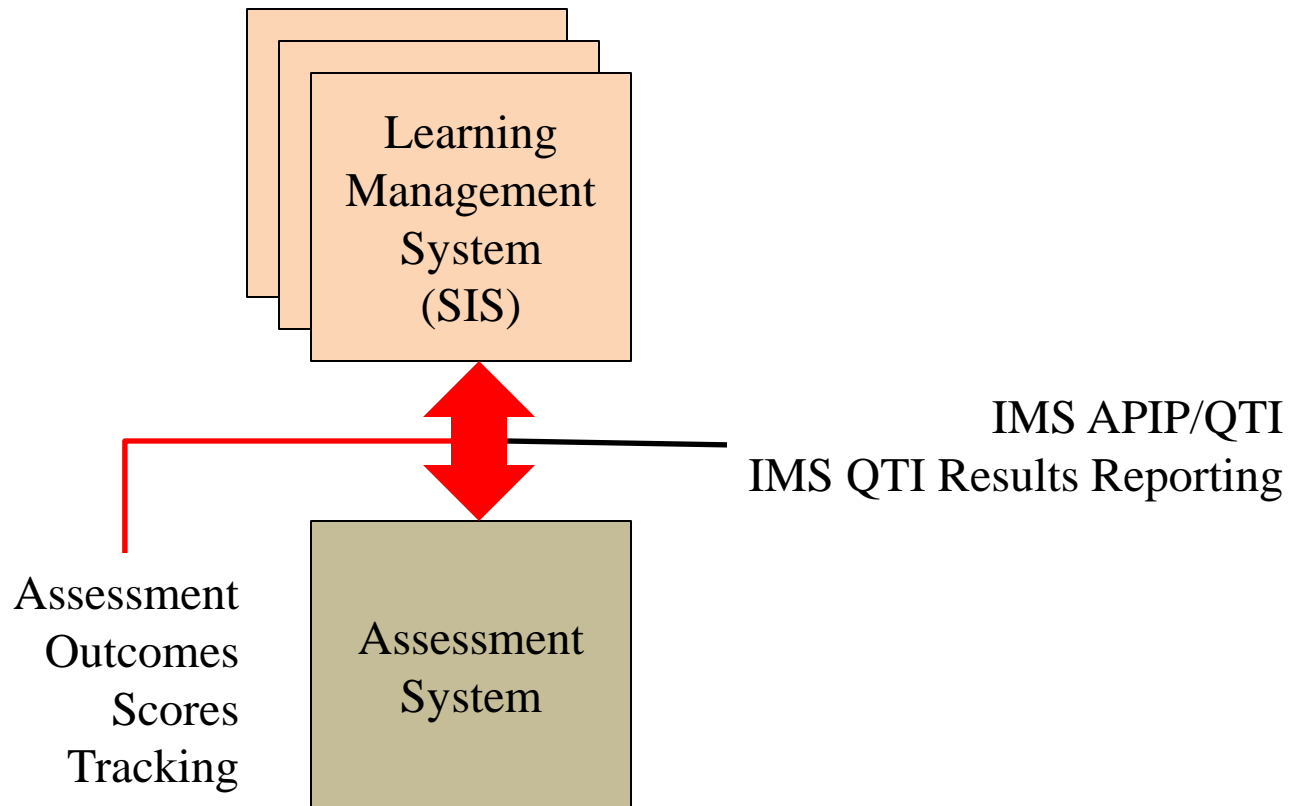 Learning
Management
System
(SIS)
IMS APIP/QTI
IMS QTI Results Reporting
Assessment
Outcomes
Scores
Tracking
Assessment
System